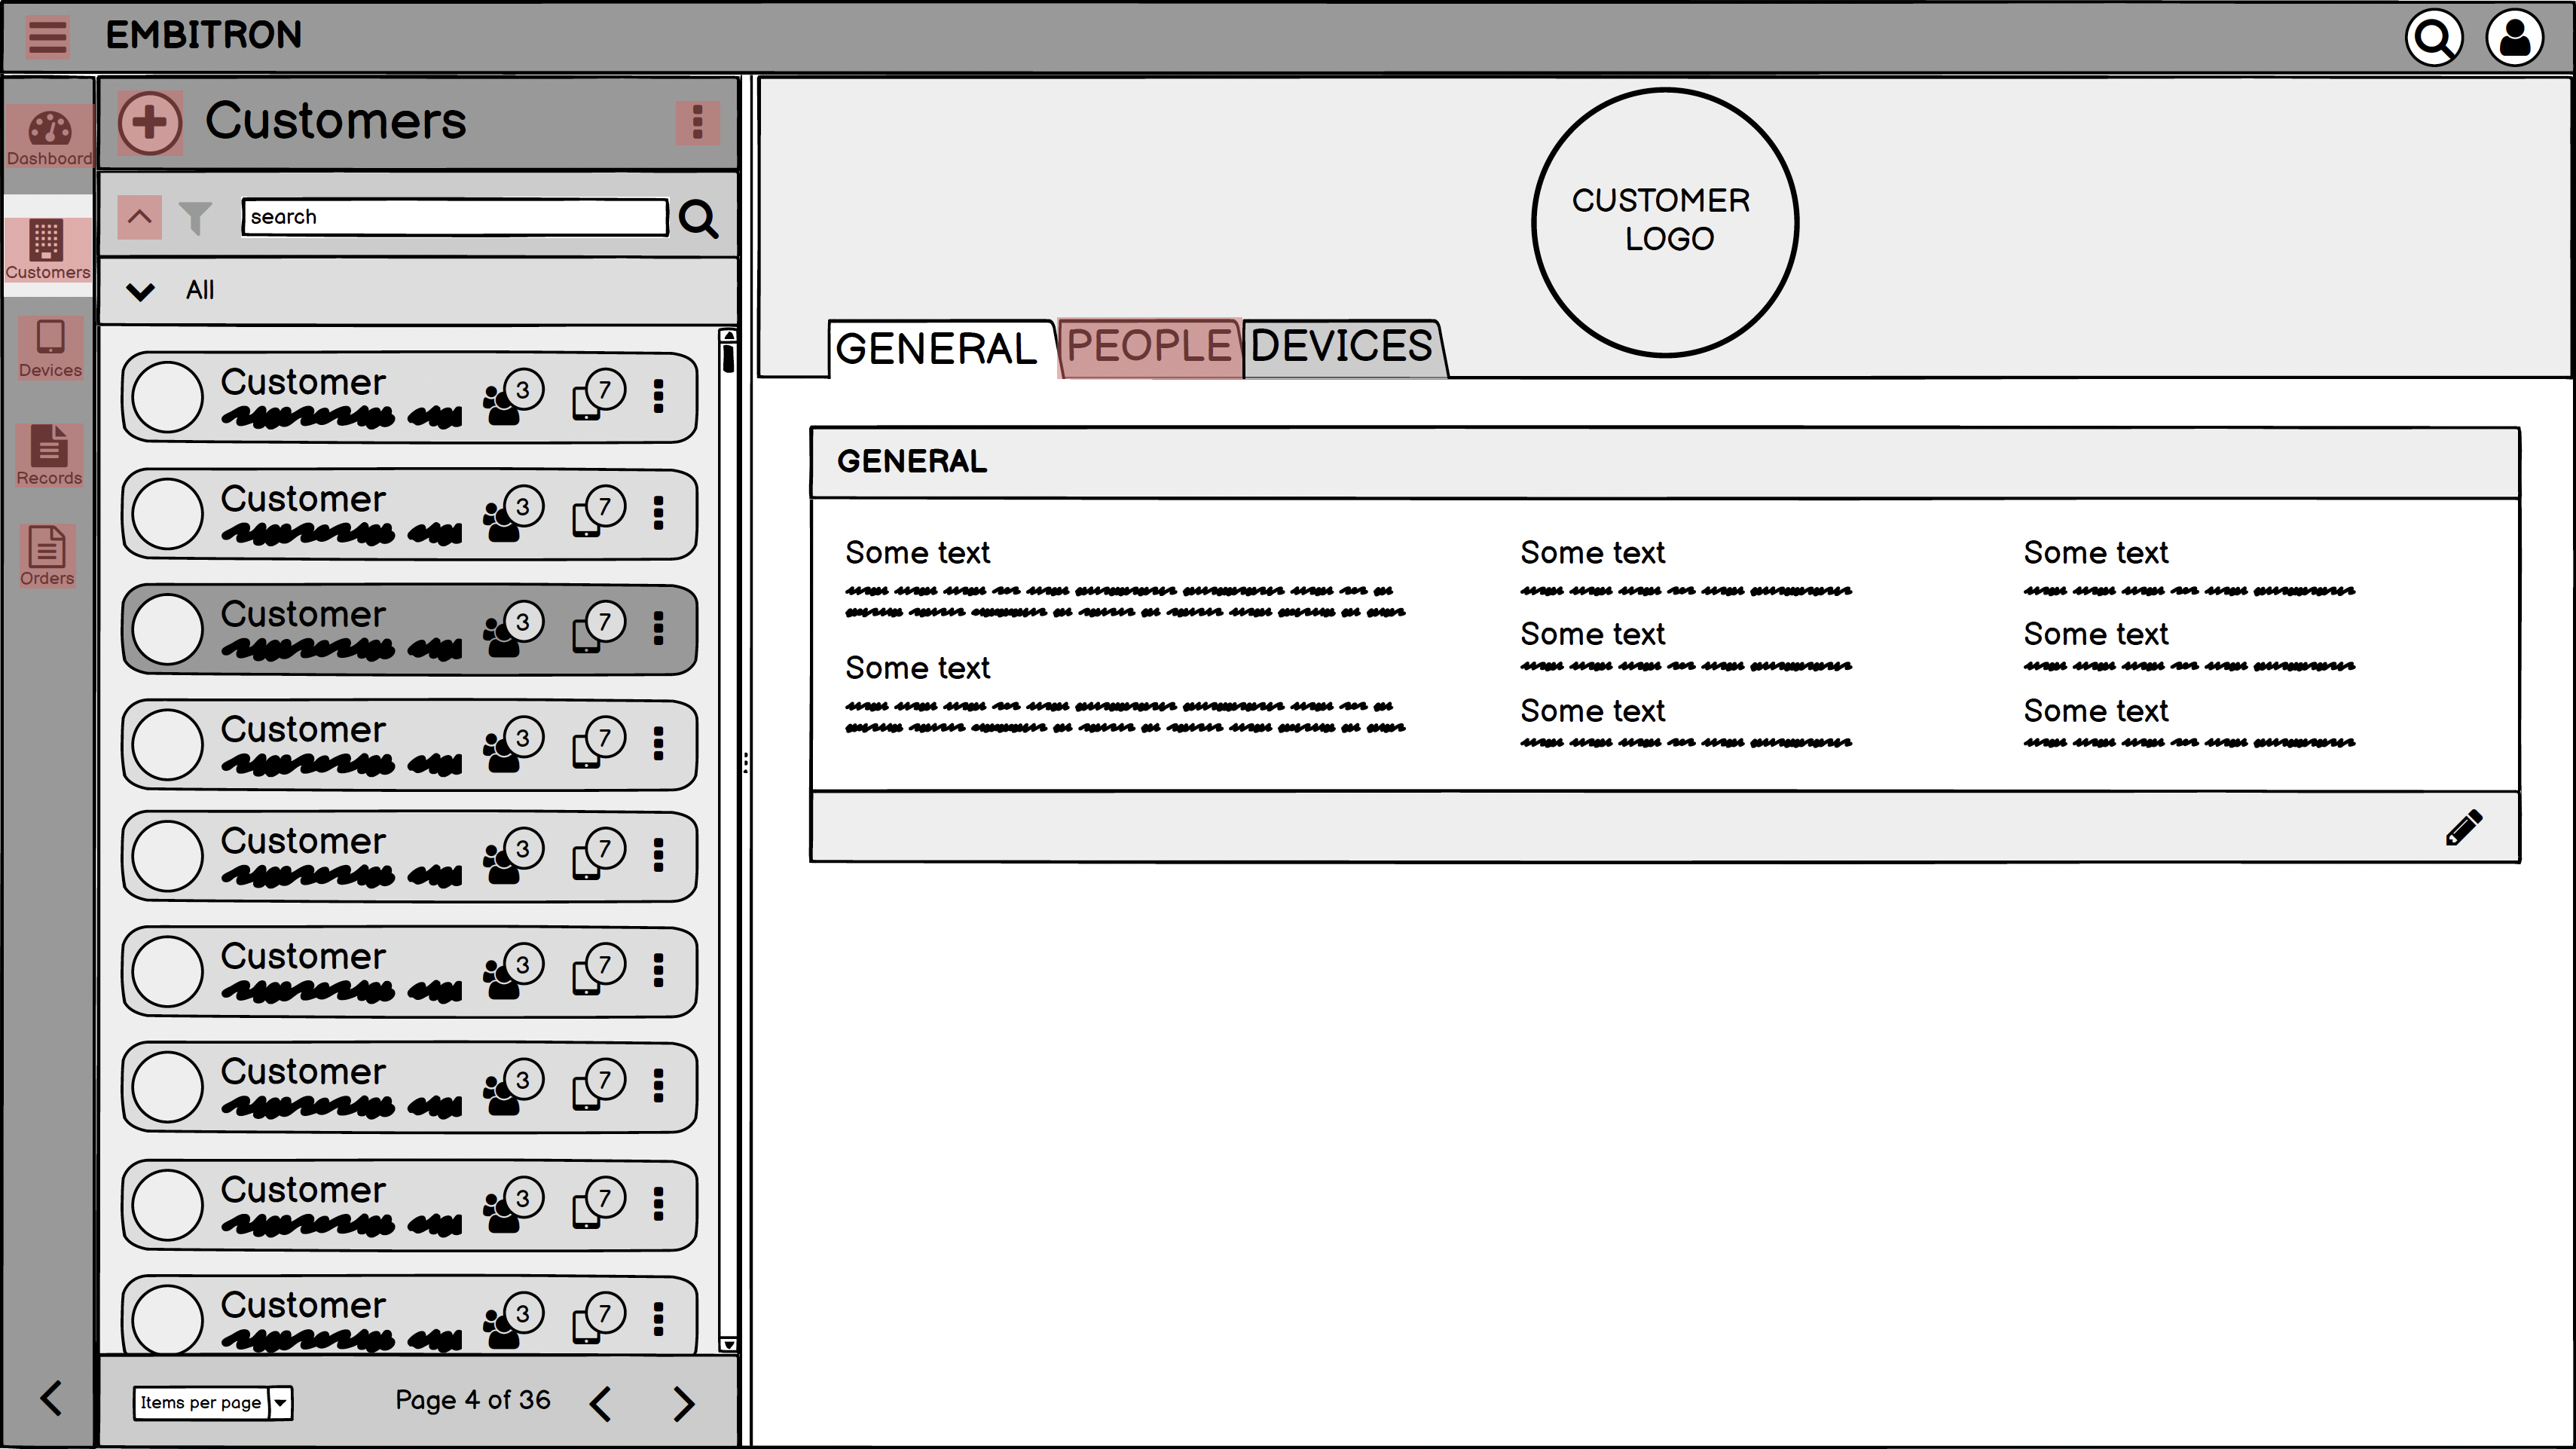 EMBITRON
Dashboard
Customers
Devices
Records
Orders
Customers
search
All
Customer
3
7
Customer
3
7
Customer
3
7
Customer
3
7
Customer
3
7
Customer
3
7
Customer
3
7
Customer
3
7
Customer
3
7
Items per page
Page 4 of 36
CUSTOMER
LOGO
GENERAL
PEOPLE
DEVICES
GENERAL
Some text
Some text
Some text
Some text
Some text
Some text
Some text
Some text